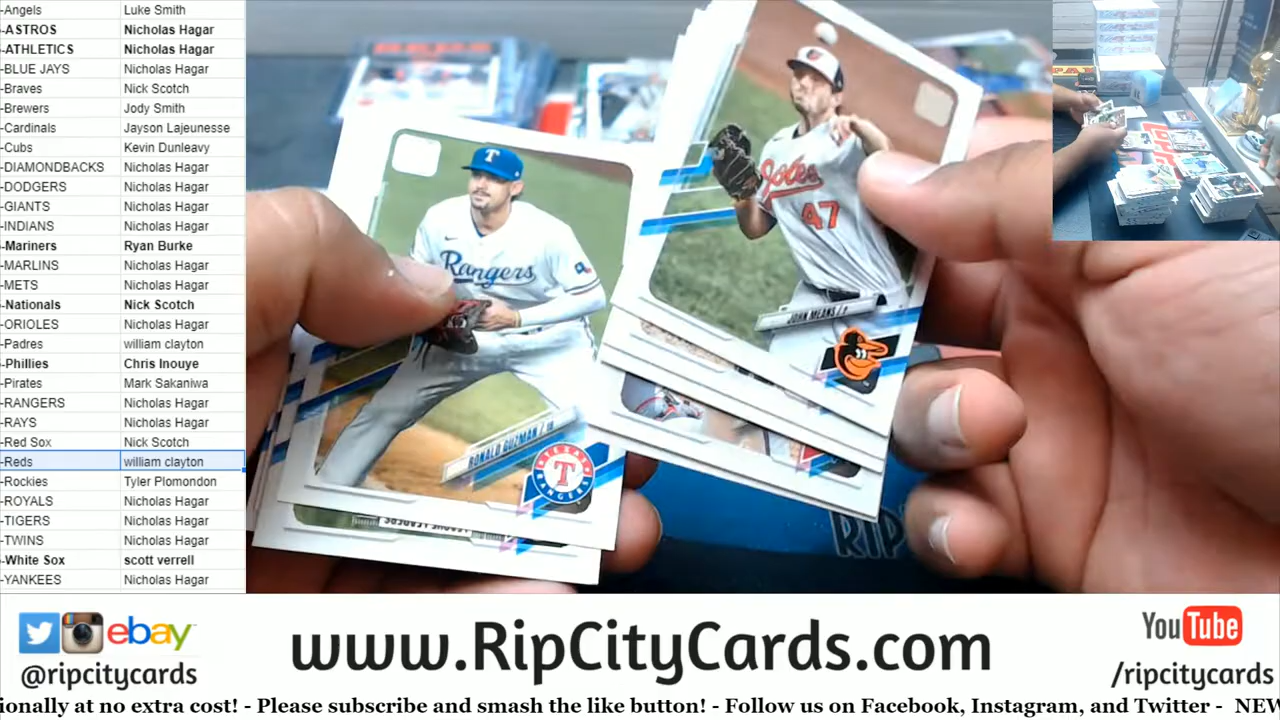 -Angels Luke Smith
-ASTROS Nicholas Hagar
-ATHLETICS Nicholas Hagar
-BLUE JAYS Nicholas Hagar
-Braves Nick Scotch
-Brewers Jody Smith
-Cardinals Jayson Lajeunesse
-Cubs Kevin Dunleavy
-DIAMONDBACKS Nicholas Hagar
-DODGERS Nicholas Hagar
-GIANTS Nicholas Hagar
-INDIANS Nicholas Hagar
-Mariners Ryan Burke
-MARLINS Nicholas Hagar
-METS Nicholas Hagar
-Nationals Nick Scotch
-ORIOLES Nicholas Hagar
-Padres william clayton
-Phillies Chris Inouye
-Pirates Mark Sakaniwa
-RANGERS Nicholas Hagar
-RAYS Nicholas Hagar
-Red Sox Nick Scotch
-Reds william clayton
-Rockies Tyler Plomondon
-ROYALS Nicholas Hagar
-TIGERS Nicholas Hagar
-TWINS Nicholas Hagar
-White Sox scott verrell
-YANKEES Nicholas Hagar
T
Rangers
RONALD GUZMAN / 1B
TEXAS
T
RANGERS
Orioles
47
JOHN MEANS / P
RIP
ebay
@ripcitycards
www.RipCityCards.com
YouTube
/ripcitycards
ionally at no extra cost! - Please subscribe and smash the like button! - Follow us on Facebook, Instagram, and Twitter - NEW